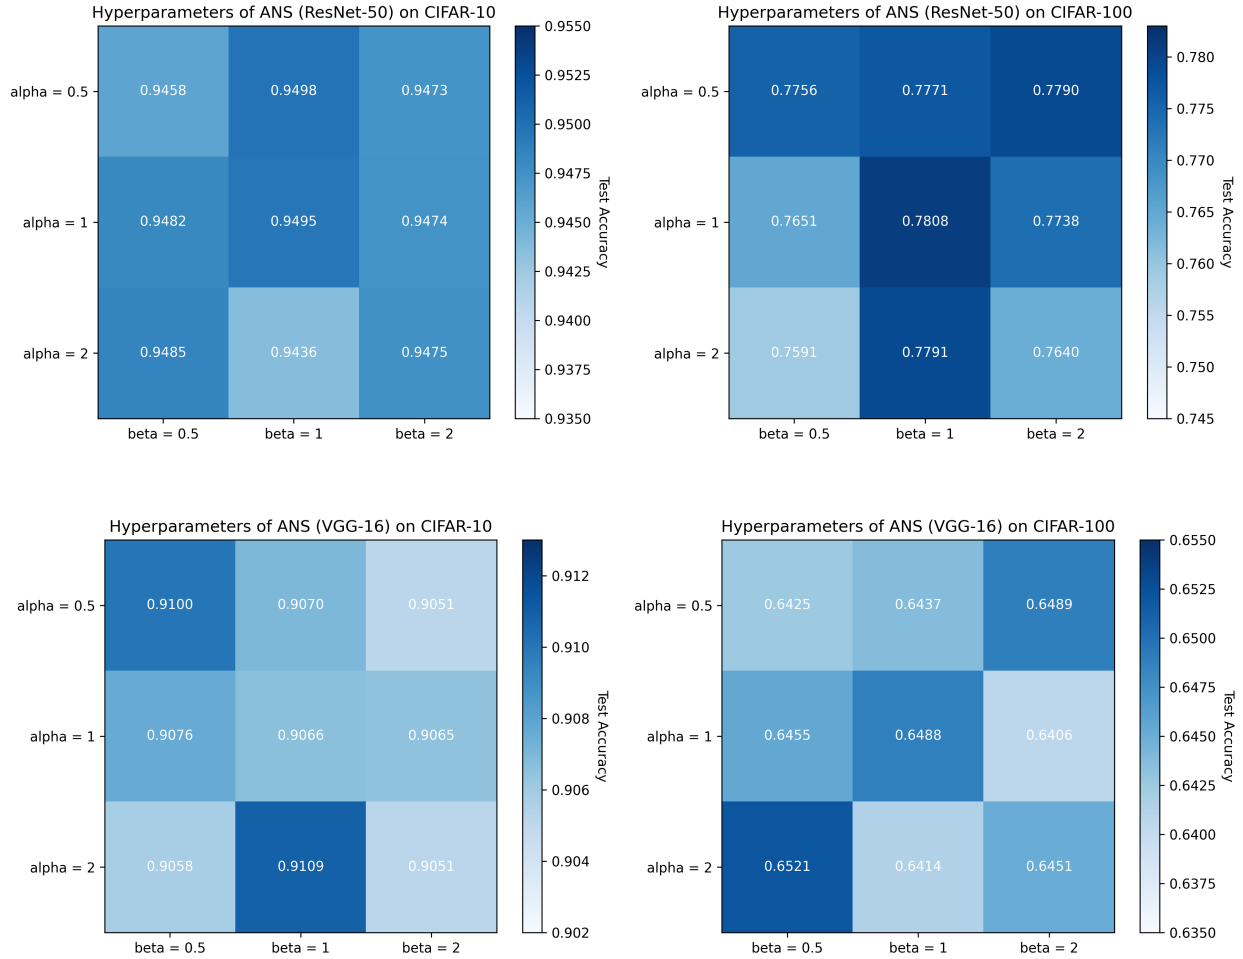 Hyperparameters of ANS (ResNet-50) on CIFAR-10
alpha = 0.5
alpha = 1
alpha = 2
0.9458 0.9498 0.9473
0.9482 0.9495 0.9474
0.9485 0.9436 0.9475
beta = 0.5 beta = 1 beta = 2
0.9550
0.9525
0.9500
0.9475
0.9450
0.9425
0.9400
0.9375
0.9350
Test Accuracy
Hyperparameters of ANS (ResNet-50) on CIFAR-100
alpha = 0.5
alpha = 1
alpha = 2
0.7756 0.7771 0.7790
0.7651 0.7808 0.7738
0.7591 0.7791 0.7640
beta = 0.5 beta = 1 beta = 2
0.780
0.775
0.770
0.765
0.760
0.755
0.750
0.745
Test Accuracy
Hyperparameters of ANS (VGG-16) on CIFAR-10
alpha = 0.5
alpha = 1
alpha = 2
0.9100 0.9070 0.9051
0.9076 0.9066 0.9065
0.9058 0.9109 0.9051
beta = 0.5 beta = 1 beta = 2
0.912
0.910
0.908
0.906
0.904
0.902
Test Accuracy
Hyperparameters of ANS (VGG-16) on CIFAR-100
alpha = 0.5
alpha = 1
alpha = 2
0.6425 0.6437 0.6489
0.6455 0.6488 0.6406
0.6521 0.6414 0.6451
beta = 0.5 beta = 1 beta = 2
0.6550
0.6525
0.6500
0.6475
0.6450
0.6425
0.6400
0.6375
0.6350
Test Accuracy